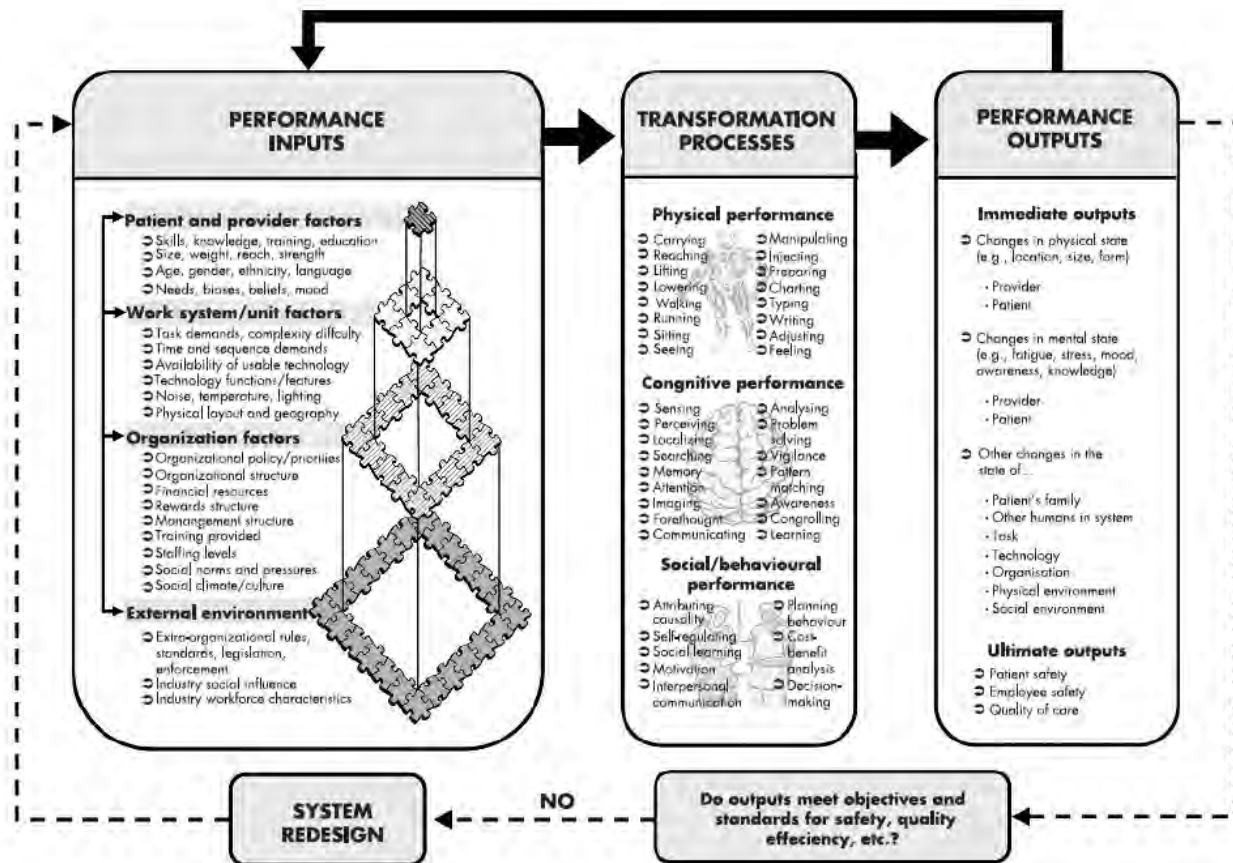 PERFORMANCE
INPUTS
Patient and provider factors
Skills, knowledge, training, education
Size, weight, reach, strength
Age, gender, ethnicity, language
Needs, biases, beliefs, mood
Work system/unit factors
Task demands, complexity diffculty
Time and sequence demands
Availability of usable technology
Technology functions/features
Noise, temperature, lighting
Physical layout and geography
Organization factors
Organizational policy/priorities
Organizational structure
Financial resources
Rewards structure
Manangement structure
Training provided
Staffing levels
Social norms and pressures
Social climate/culture
External environment
Extra-organizational rules,
standards, legislation,
enforcement
Industry social influence
Industry workforce characteristics
TRANSFORMATION
PROCESSES
Physical performance
Carrying
Reaching
Lifting
Lowering
Walking
Running
Sitting
Seeing
Manipulating
Injecting
Preparing
Charting
Typing
Writing
Adjusting
Feeling
Congnitive performance
Sensing
Perceiving
Localizing
Searching
Memory
Attention
Imaging
Forethought
Communicating
Analysing
Problem
solving
Vigilance
Pattern
matching
Awareness
Congrolling
Learning
Social/behavioural
performance
Attributing
causality
Self-regulating
Social learning
Motivation
Interpersonal
communication
Planning
behaviour
Cost-
benefit
analysis
Decision-
making
PERFORMANCE
OUTPUTS
Immediate outputs
Changes in physical state
(e.g., location, size, form)
· Provider
· Patient
Changes in mental state
(e.g., fatigue, stress, mood,
awareness, knowledge)
· Provider
· Patient
Other changes in the
state of...
· Patient's family
· Other humans in system
· Task
· Technology
· Organisation
· Physical environment
· Social environment
Ultimate outputs
Patient safety
Employee safety
Quality of care
SYSTEM
REDESIGN
NO
Do outputs meet objectives and
standards for safety, quality
effeciency, etc.?